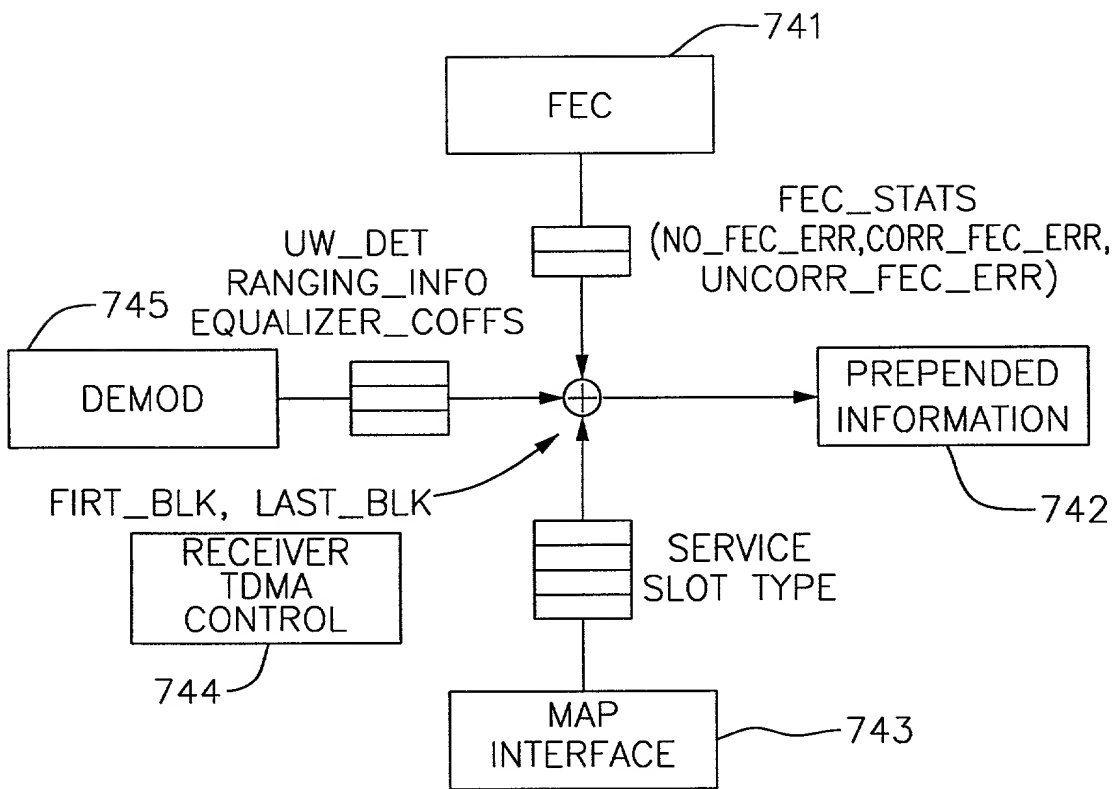 741
FEC
FEC_STATS
(NO_FEC_ERR,CORR_FEC_ERR,
UNCORR_FEC_ERR)
UW_DET
RANGING_INFO
EQUALIZER_COFFS
745
DEMOD
PREPENDED
INFORMATION
742
FIRT_BLK, LAST_BLK
RECEIVER
TDMA
CONTROL
744
SERVICE
SLOT TYPE
MAP
INTERFACE
743